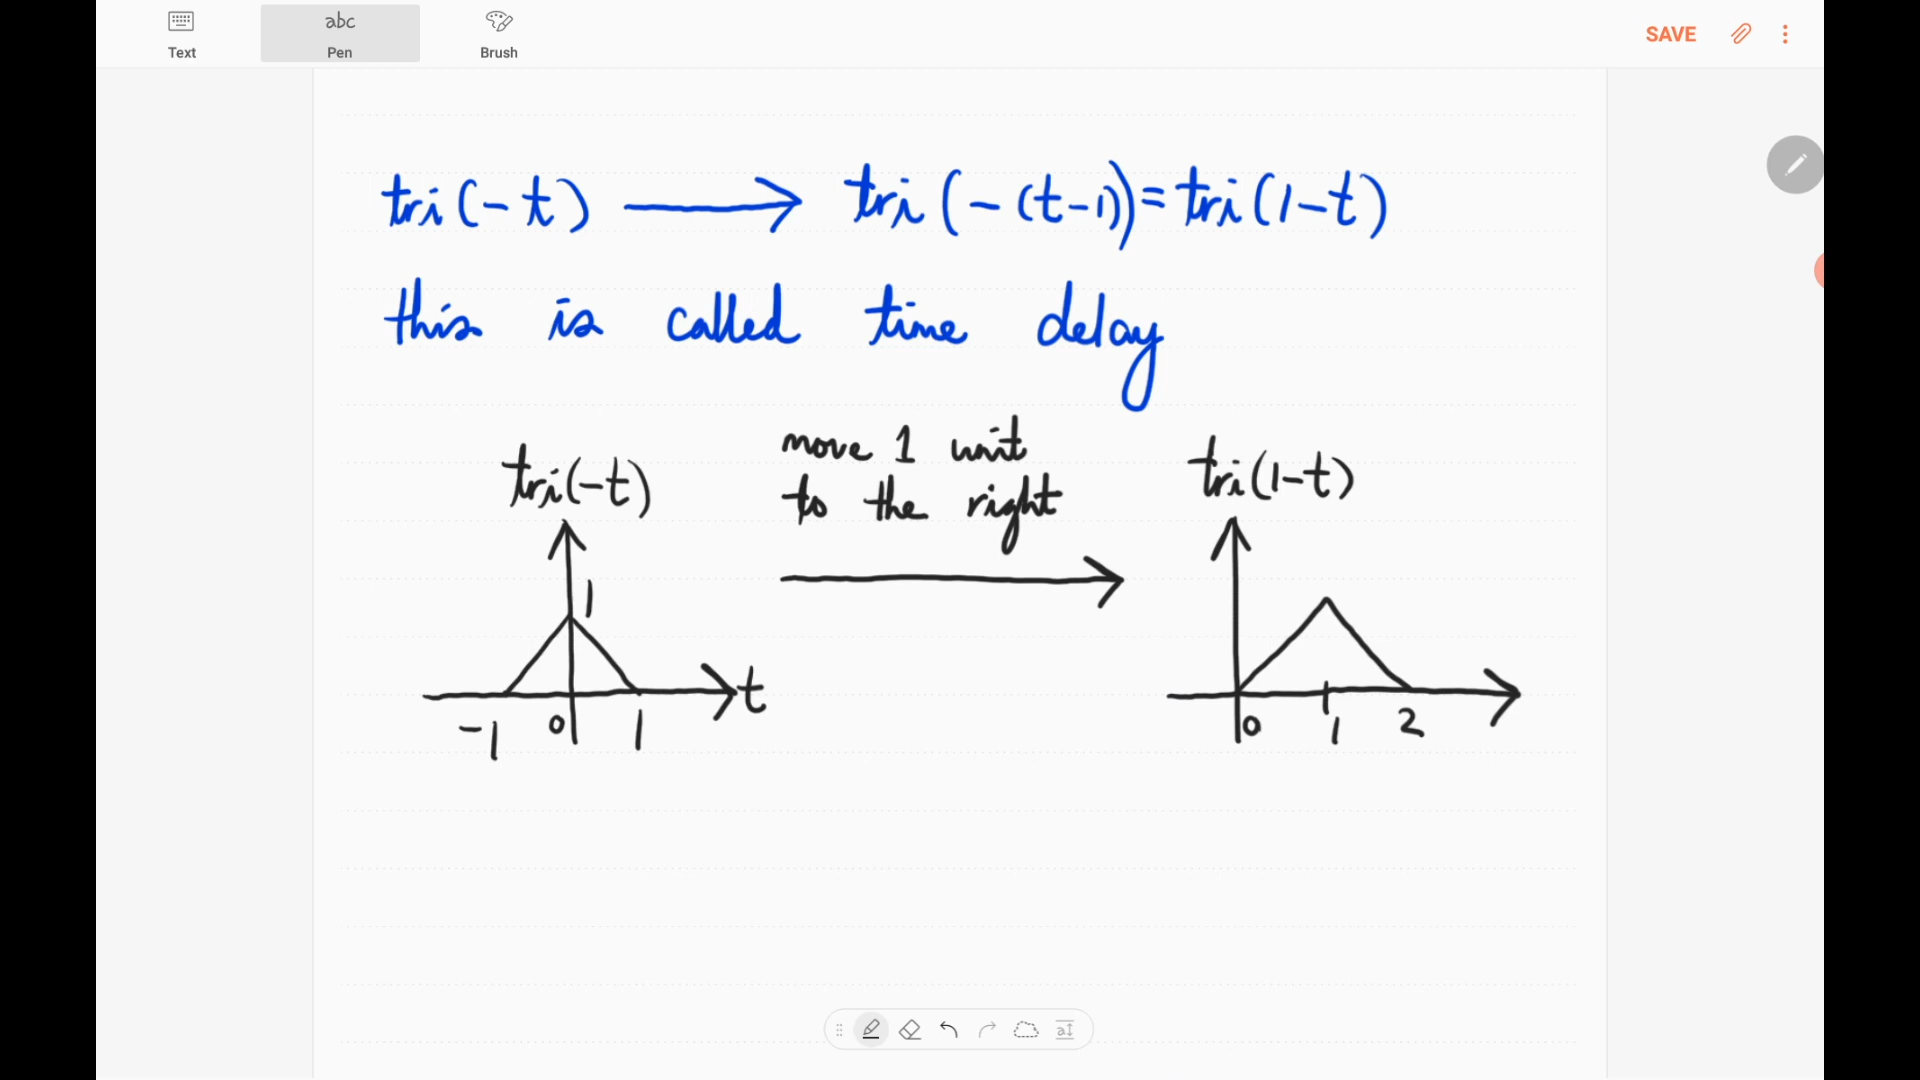 Text
abc
Pen
Brush
SAVE
tri(-t) → tri(-(t-1))=tri(1-t)
this is called time delay
tri(-t)
move 1 unit
to the right
tri(1-t)
1
t
-1 0 1
0 1 2
a